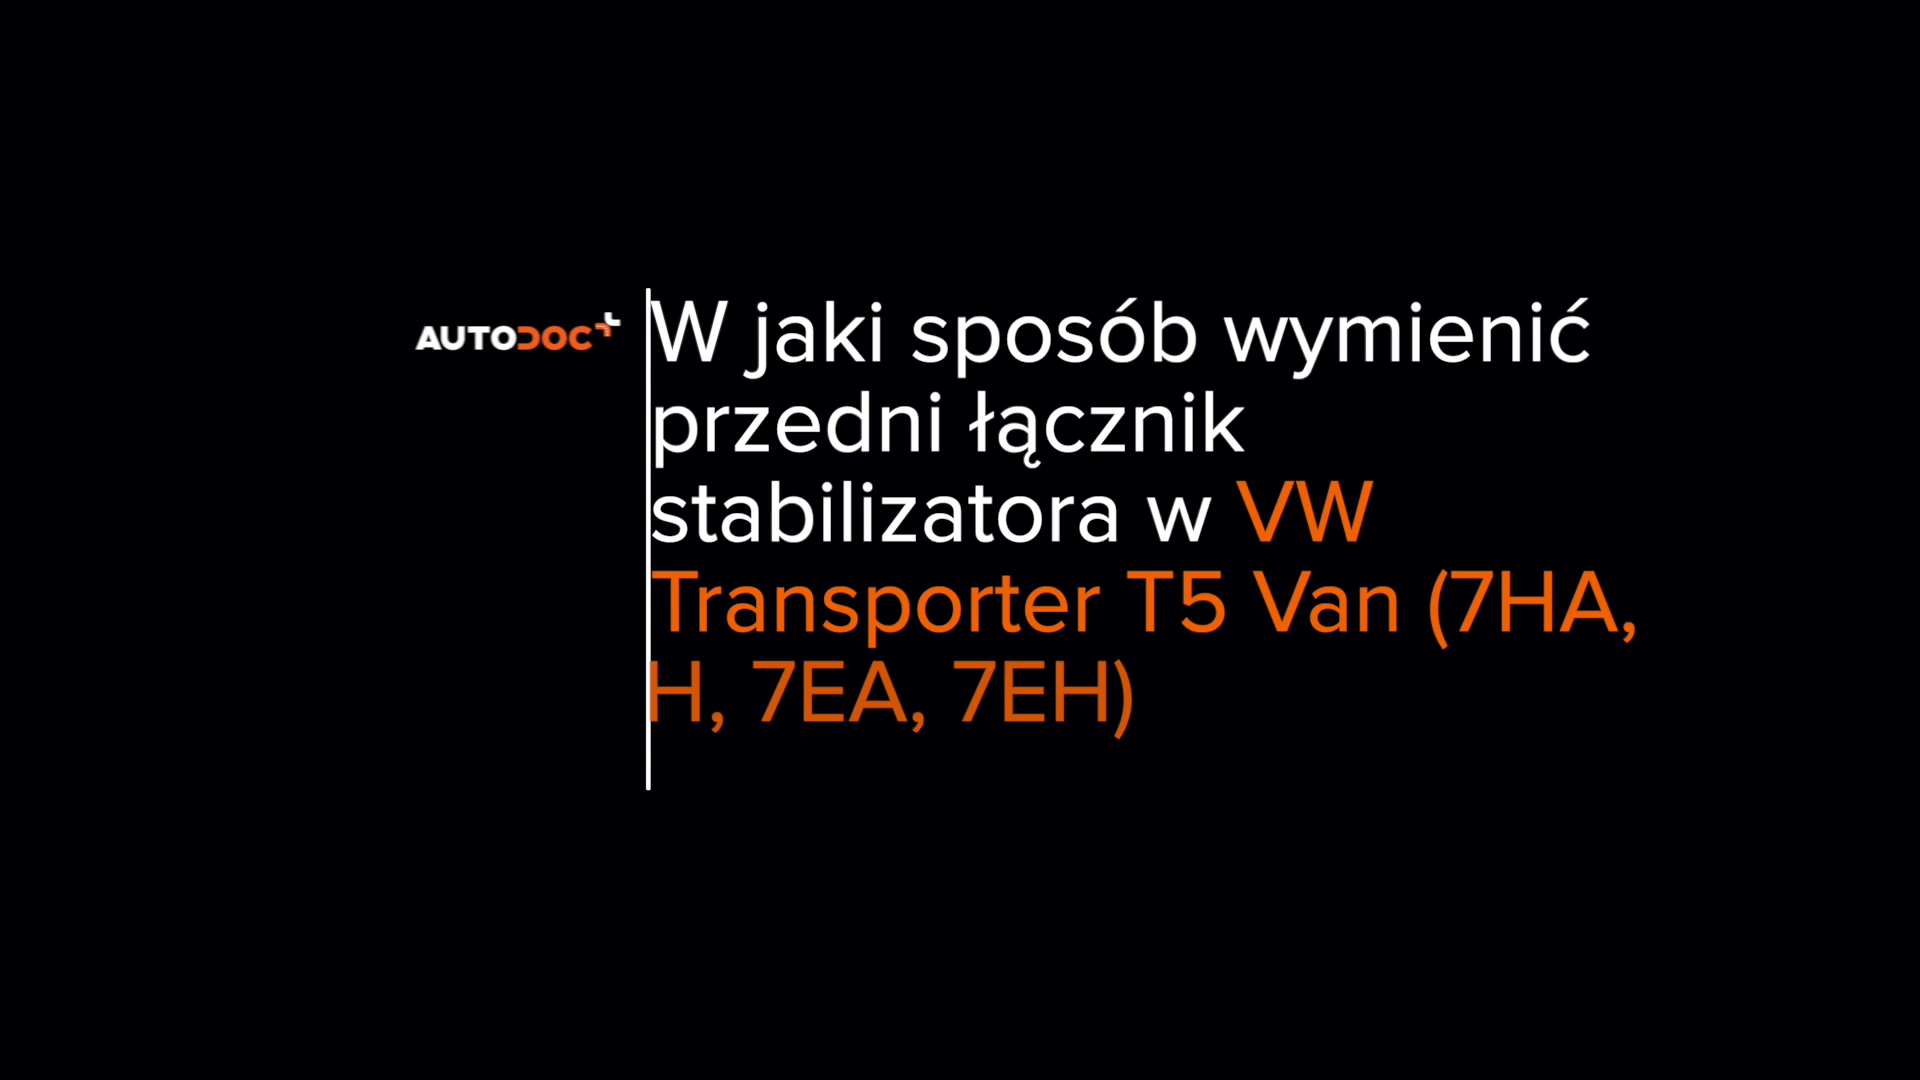 AUTODOC
W jaki sposób wymienić
przedni łącznik
stabilizatora w VW
Transporter T5 Van (7HA,
H, 7EA, 7EH)